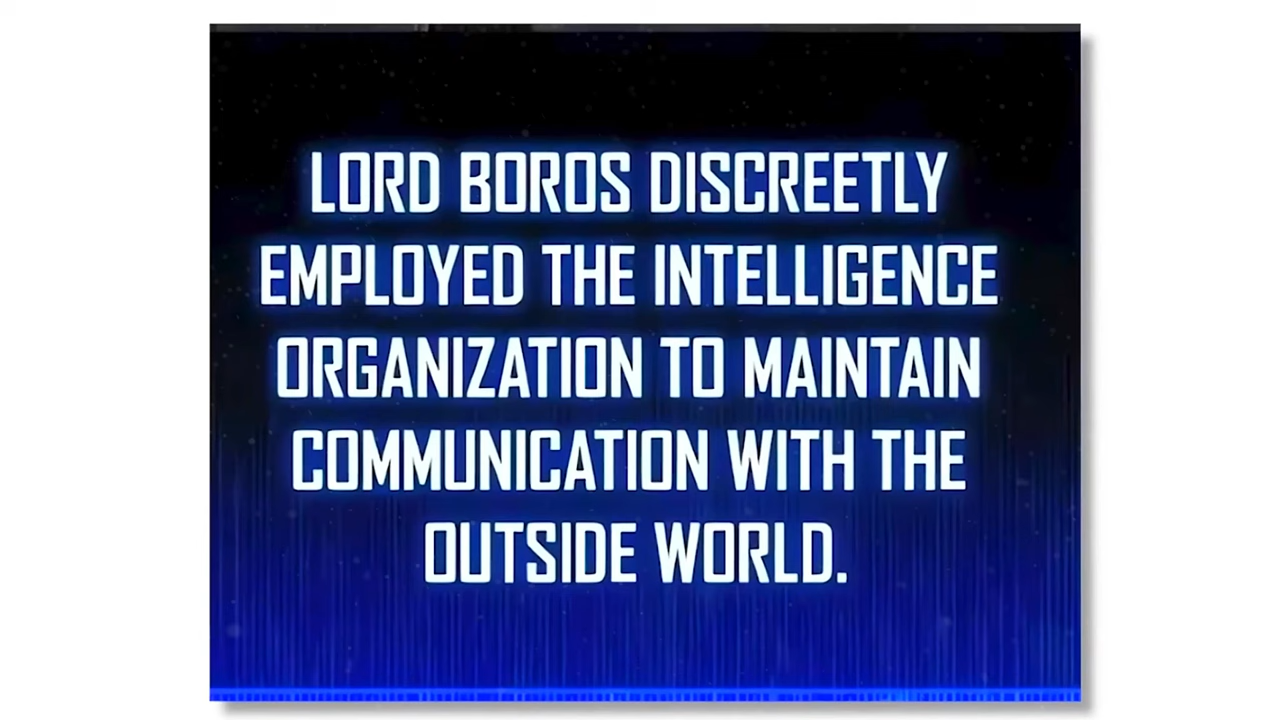 LORD BOROS DISCREETLY
EMPLOYED THE INTELLIGENCE
ORGANIZATION TO MAINTAIN
COMMUNICATION WITH THE
OUTSIDE WORLD.